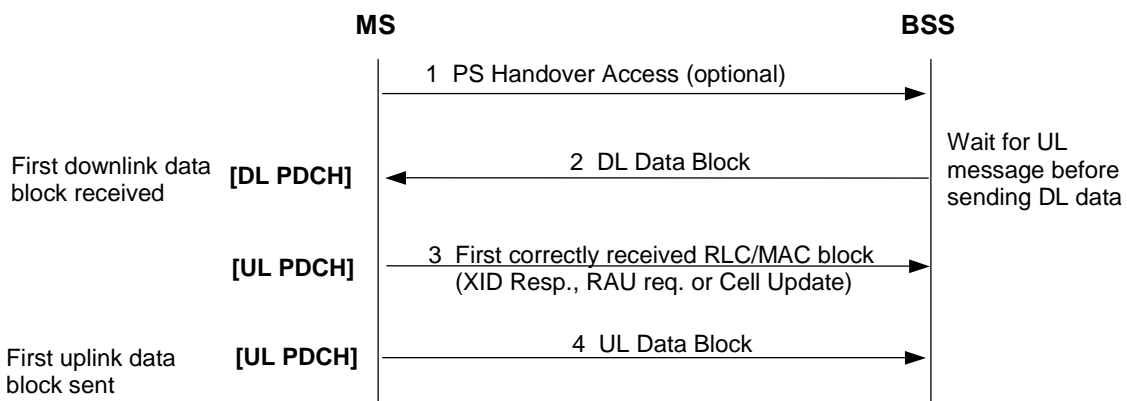 MS
BSS
1 PS Handover Access (optional)
First downlink data
block received
[DL PDCH]
2 DL Data Block
Wait for UL
message before
sending DL data
[UL PDCH]
3 First correctly received RLC/MAC block
(XID Resp., RAU req. or Cell Update)
First uplink data
block sent
[UL PDCH]
4 UL Data Block